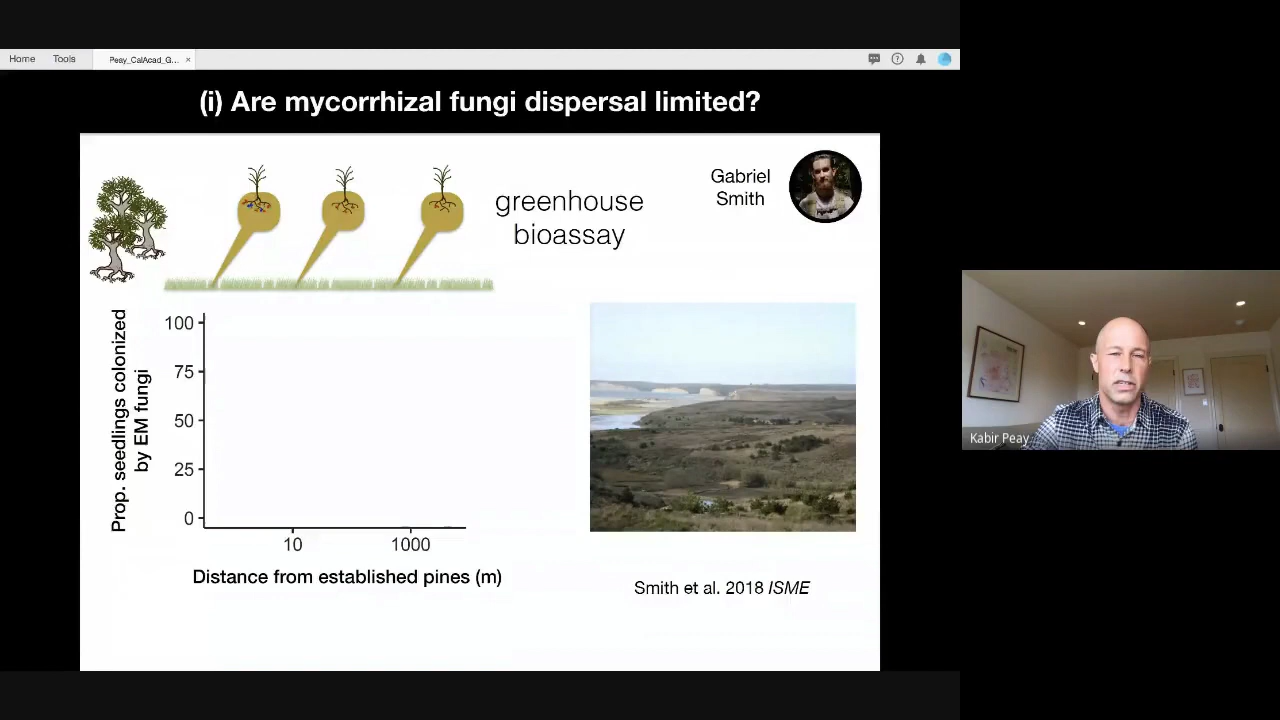 Home Tools Peay_CalAcad_G... ×
(i) Are mycorrhizal fungi dispersal limited?
greenhouse
bioassay
Gabriel
Smith
Prop. seedlings colonized
by EM fungi
100
75
50
25
0
10 1000
Distance from established pines (m)
Smith et al. 2018 ISME
Kabir Peay